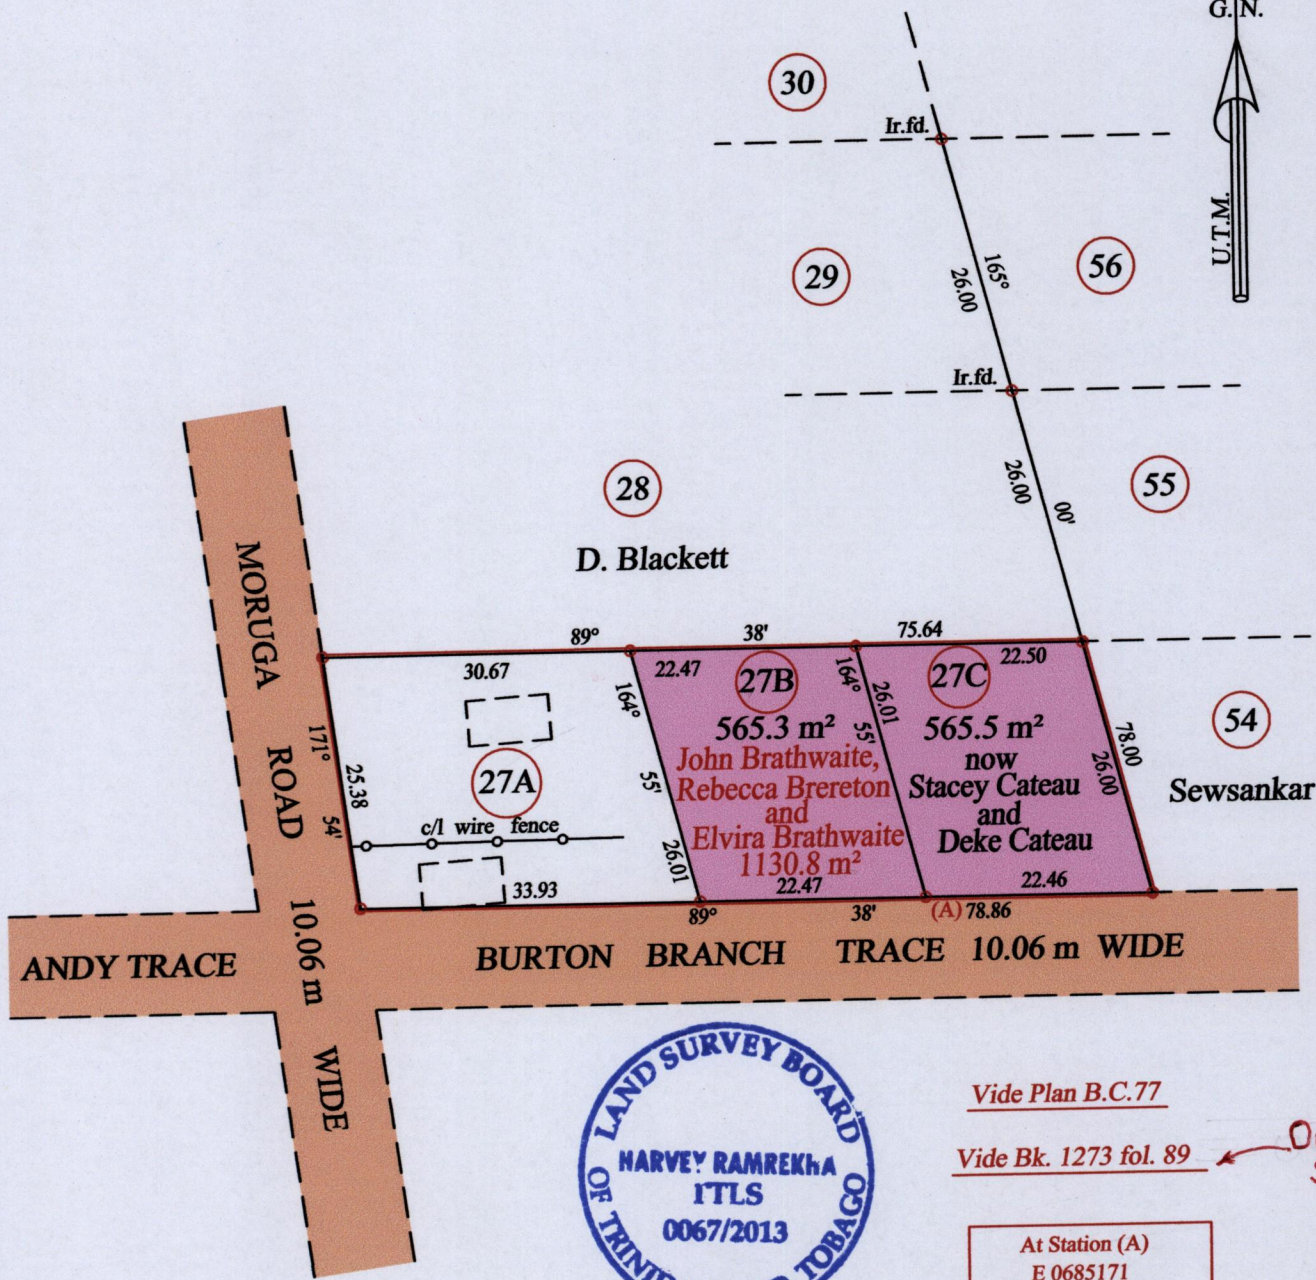 G. N.
U.T.M.
30
Ir.fd.
29
165°
26.00
56
Ir.fd.
28
26.00
00'
55
D. Blackett
MORUGA ROAD 10.06 m WIDE
89° 38' 75.64
30.67
22.47
22.50
27B
27C
164°
164°
26.01
55'
565.3 m²
565.5 m²
John Brathwaite,
Rebecca Brereton
and
Elvira Brathwaite
1130.8 m²
now
Stacey Cateau
and
Deke Cateau
78.00
26.00
54
Sewsankar
171°
54'
25.38
27A
55'
26.01
c/l wire fence
33.93
22.47
22.46
89° 38' (A) 78.86
ANDY TRACE
BURTON BRANCH TRACE 10.06 m WIDE
LAND SURVEY BOARD
HARVEY RAMREKHA
ITLS
0067/2013
TOBAGO
Vide Plan B.C.77
Vide Bk. 1273 fol. 89
At Station (A)
E 0685171